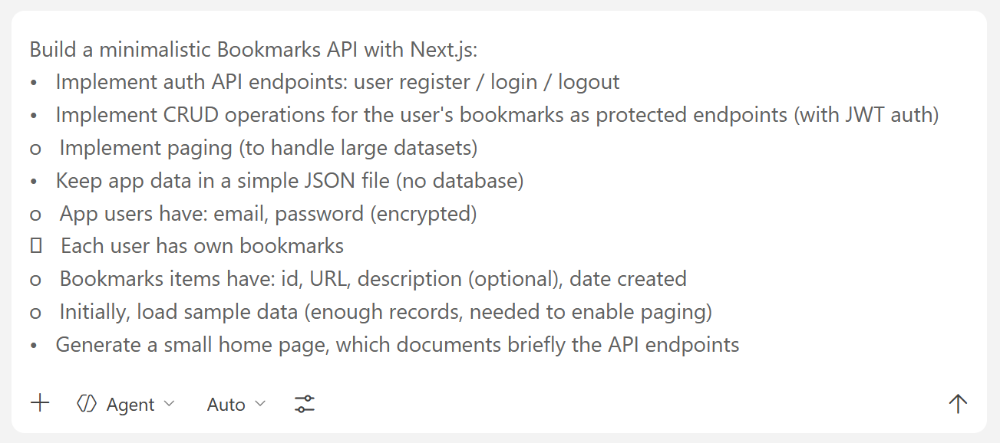 Build a minimalistic Bookmarks API with Next.js:
• Implement auth API endpoints: user register / login / logout
• Implement CRUD operations for the user's bookmarks as protected endpoints (with JWT auth)
o Implement paging (to handle large datasets)
• Keep app data in a simple JSON file (no database)
o App users have: email, password (encrypted)
▯ Each user has own bookmarks
o Bookmarks items have: id, URL, description (optional), date created
o Initially, load sample data (enough records, needed to enable paging)
• Generate a small home page, which documents briefly the API endpoints
Agent Auto